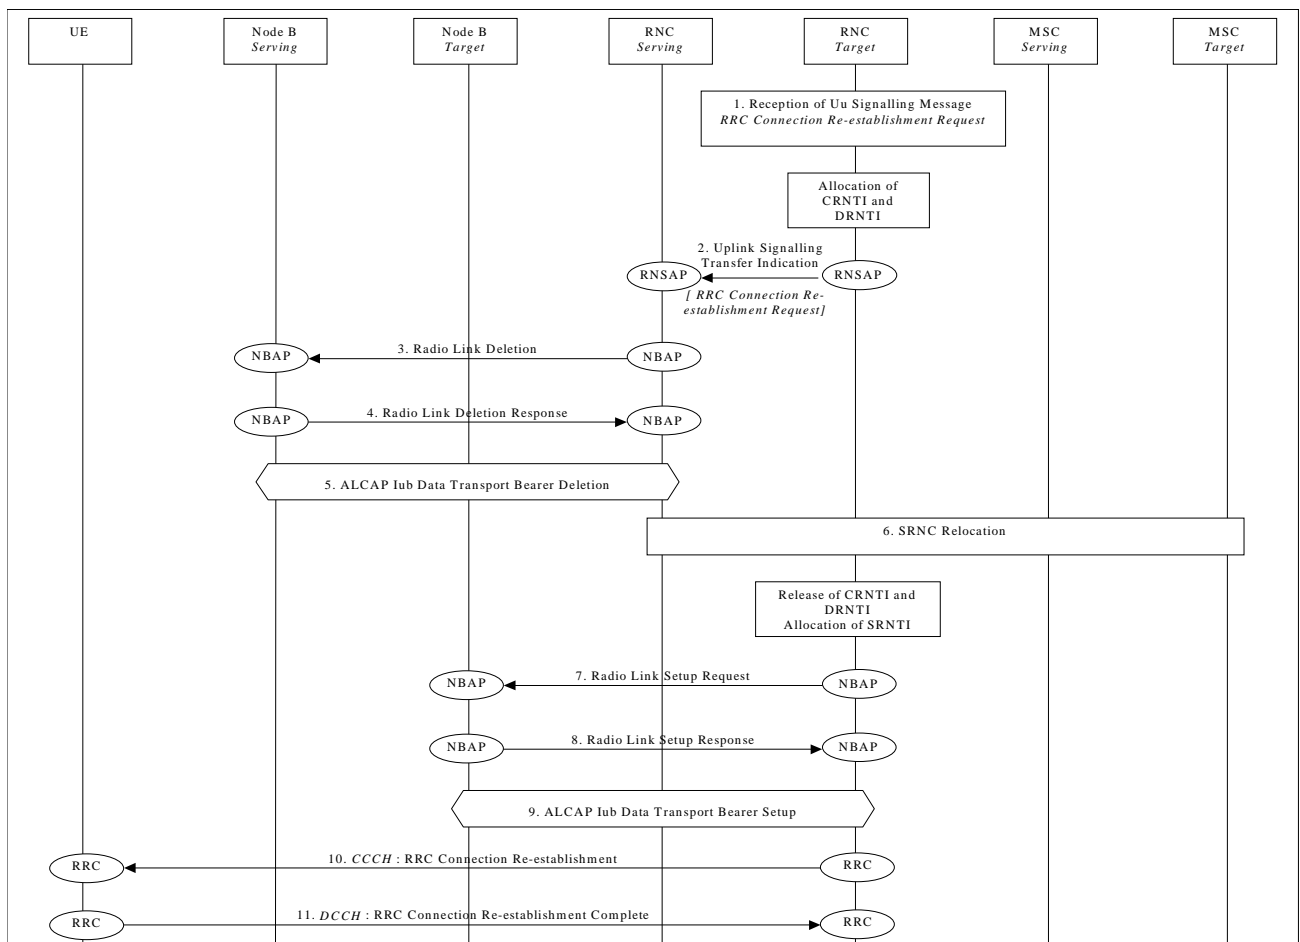 UE
Node B
Serving
Node B
Target
RNC
Serving
RNC
Target
MSC
Serving
MSC
Target
1. Reception of Uu Signalling Message
RRC Connection Re-establishment Request
Allocation of
CRNTI and
DRNTI
2. Uplink Signalling
Transfer Indication
RNSAP
RNSAP
[ RRC Connection Re-
establishment Request]
NBAP
3. Radio Link Deletion
NBAP
NBAP
4. Radio Link Deletion Response
NBAP
5. ALCAP Iub Data Transport Bearer Deletion
6. SRNC Relocation
Release of CRNTI and
DRNTI
Allocation of SRNTI
NBAP
7. Radio Link Setup Request
NBAP
NBAP
8. Radio Link Setup Response
NBAP
9. ALCAP Iub Data Transport Bearer Setup
RRC
10. CCCH : RRC Connection Re-establishment
RRC
RRC
11. DCCH : RRC Connection Re-establishment Complete
RRC